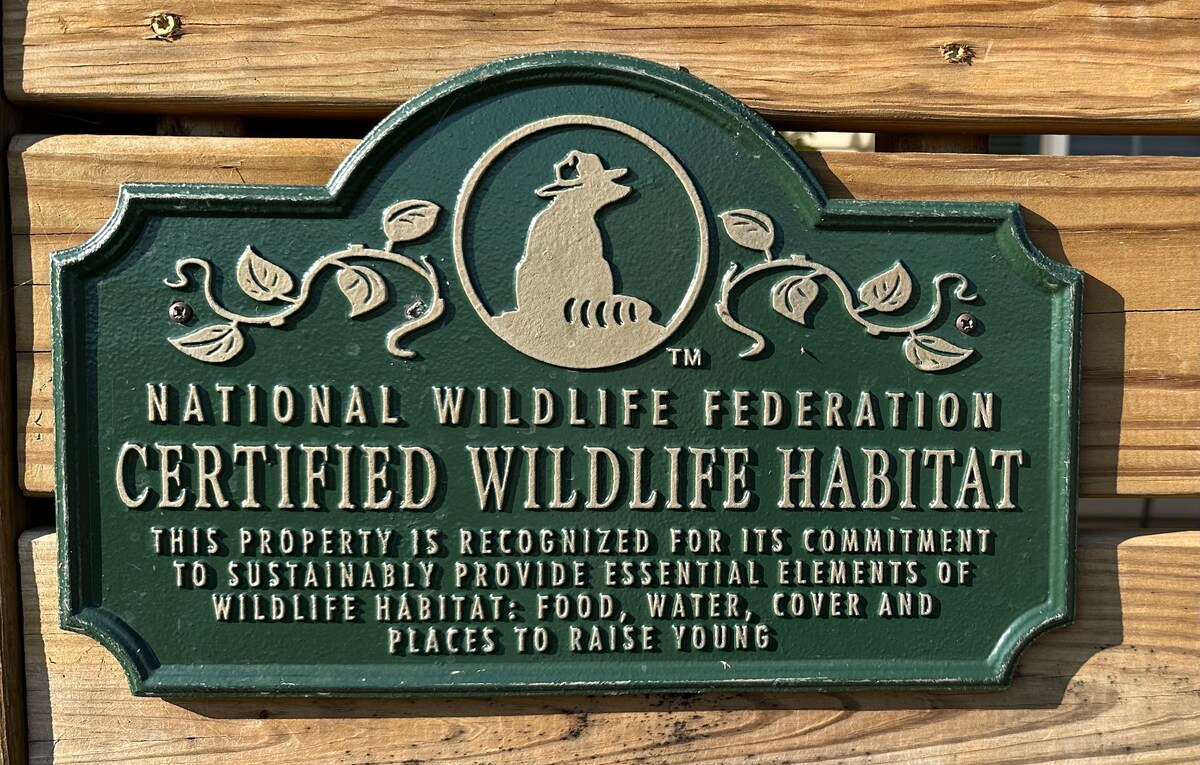 TM
NATIONAL WILDLIFE FEDERATION
CERTIFIED WILDLIFE HABITAT
THIS PROPERTY IS RECOGNIZED FOR ITS COMMITMENT
TO SUSTAINABLY PROVIDE ESSENTIAL ELEMENTS OF
WILDLIFE HABITAT: FOOD, WATER, COVER AND
PLACES TO RAISE YOUNG